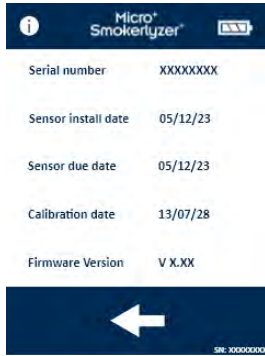 i
Micro+
Smokerlyzer®
Serial number XXXXXXXX
Sensor install date 05/12/23
Sensor due date 05/12/23
Calibration date 13/07/28
Firmware Version V X.XX
SN: XXXXXXXX